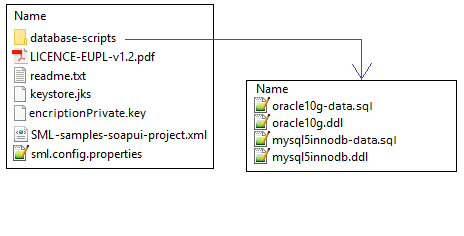 Name
database-scripts
LICENCE-EUPL-v1.2.pdf
readme.txt
keystore.jks
encriptionPrivate.key
SML-samples-soapui-project.xml
sml.config.properties
Name
oracle10g-data.sql
oracle10g.ddl
mysql5innodb-data.sql
mysql5innodb.ddl